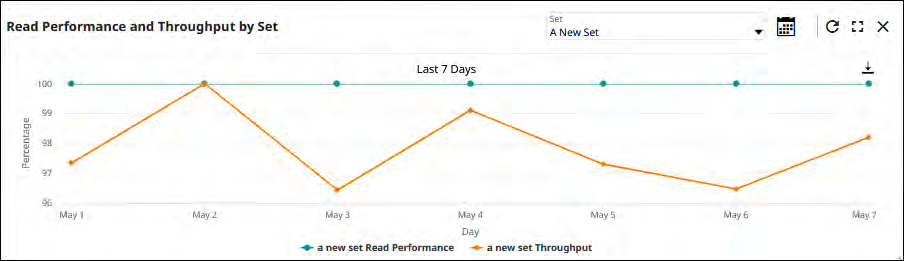 Read Performance and Throughput by Set
Set
A New Set
Last 7 Days
Percentage
100
99
98
97
96
May 1 May 2 May 3 May 4 May 5 May 6 May 7
Day
a new set Read Performance a new set Throughput